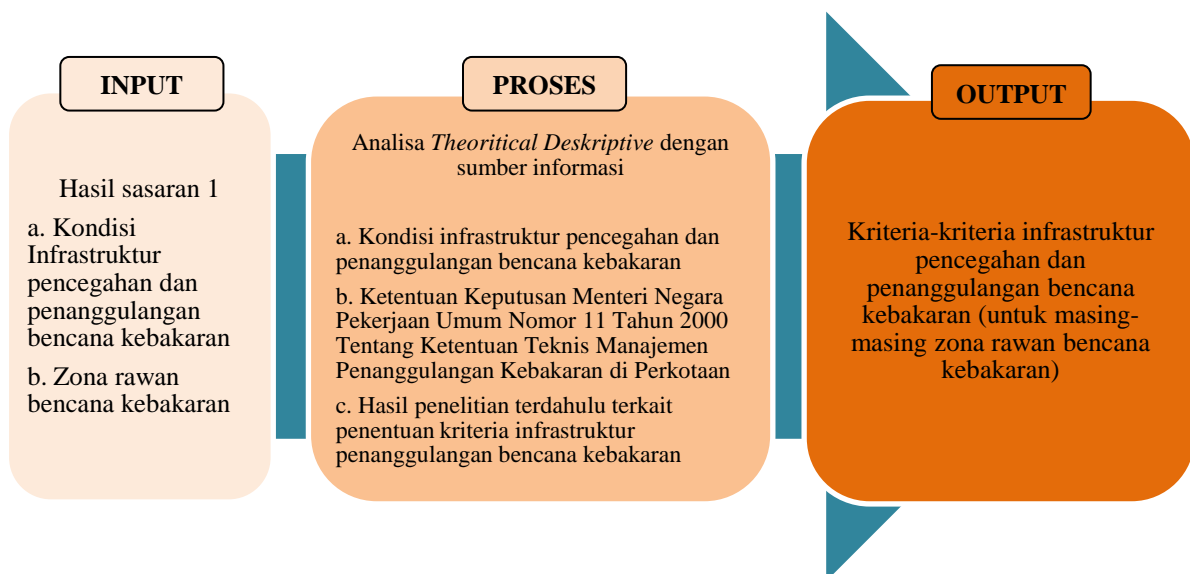 INPUT
Hasil sasaran 1
a. Kondisi
Infrastruktur
pencegahan dan
penanggulangan
bencana kebakaran
b. Zona rawan
bencana kebakaran
PROSES
Analisa Theoritical Deskriptive dengan
sumber informasi
a. Kondisi infrastruktur pencegahan dan
penanggulangan bencana kebakaran
b. Ketentuan Keputusan Menteri Negara
Pekerjaan Umum Nomor 11 Tahun 2000
Tentang Ketentuan Teknis Manajemen
Penanggulangan Kebakaran di Perkotaan
c. Hasil penelitian terdahulu terkait
penentuan kriteria infrastruktur
penanggulangan bencana kebakaran
OUTPUT
Kriteria-kriteria infrastruktur
pencegahan dan
penanggulangan bencana
kebakaran (untuk masing-
masing zona rawan bencana
kebakaran)